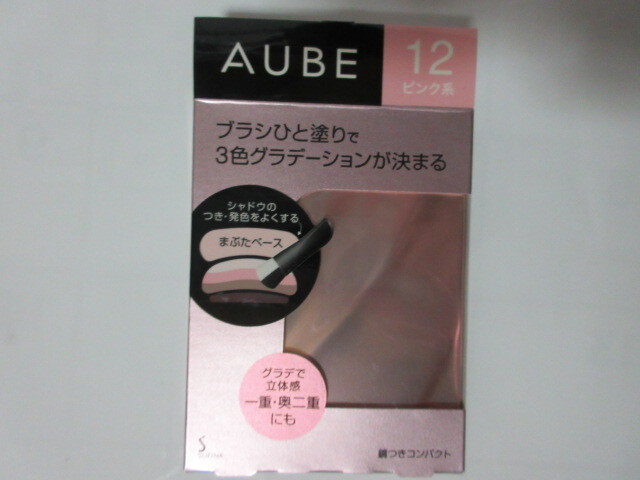 AUBE
12
ピンク系
ブラシひと塗りで
3色グラデーションが決まる
シャドウの
つき・発色をよくする
まぶたベース
グラデで
立体感
一重・奥二重
にも
鏡つきコンパクト